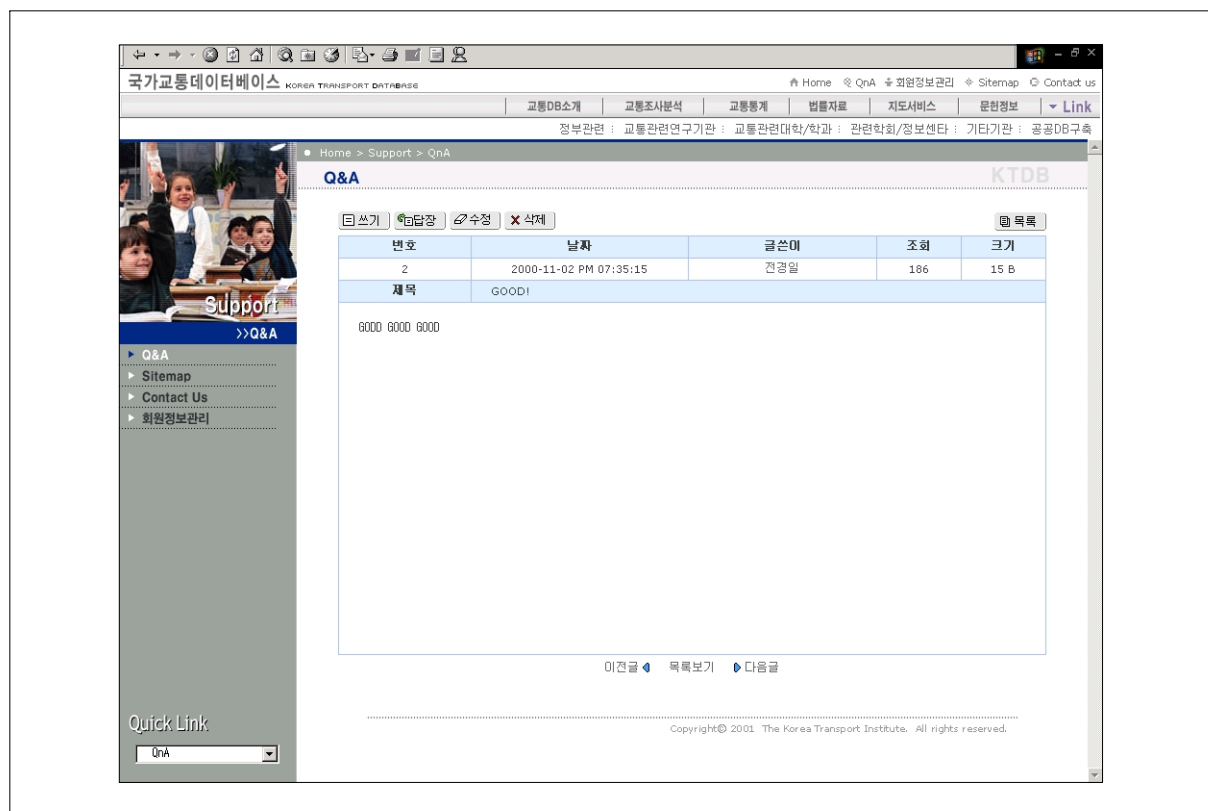 국가교통데이터베이스 KOREA TRANSPORT DATABASE
Home QnA 회원정보관리 Sitemap Contact us
교통DB소개 교통조사분석 교통통계 법률자료 지도서비스 문헌정보 Link
정부관련 : 교통관련연구기관 : 교통관련대학/학과 : 관련학회/정보센타 : 기타기관 : 공공DB구축
Home > Support > QnA
Q&A KTDB
쓰기 답장 수정 삭제 목록
번호 날짜 글쓴이 조회 크기
2 2000-11-02 PM 07:35:15 전경일 186 15 B
제목 GOOD!
GOOD GOOD GOOD
Support
>>Q&A
Q&A
Sitemap
Contact Us
회원정보관리
이전글 목록보기 다음글
Quick Link
QnA
Copyright© 2001 The Korea Transport Institute. All rights reserved.